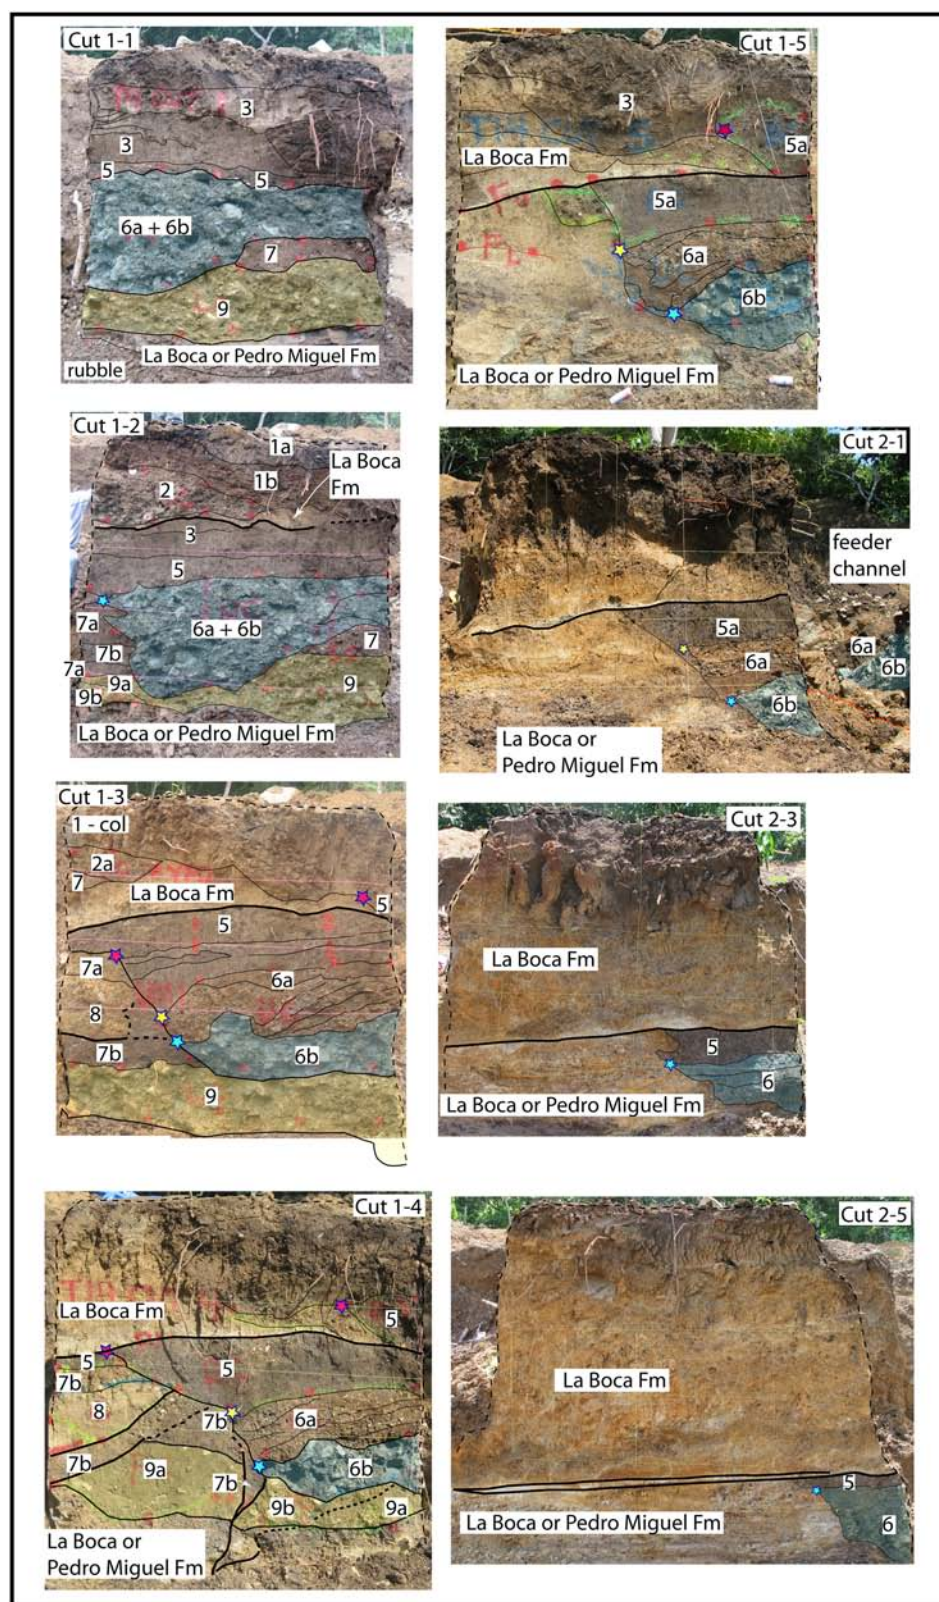 Cut 1-1
3
3
5
5
6a + 6b
7
9
La Boca or Pedro Miguel Fm
rubble
Cut 1-5
3
5a
La Boca Fm
5a
6a
6b
La Boca or Pedro Miguel Fm
Cut 1-2
1a
La Boca
Fm
1b
2
3
5
6a + 6b
7a
7
7b
7a
9a
9
9b
La Boca or Pedro Miguel Fm
Cut 2-1
feeder
channel
5a
6a
6a
6b
6b
La Boca or
Pedro Miguel Fm
Cut 1-3
1 - col
2a
7
La Boca Fm
5
5
7a
6a
8
7b
6b
9
Cut 2-3
La Boca Fm
5
6
La Boca or Pedro Miguel Fm
Cut 1-4
La Boca Fm
5
5
5
7b
8
7b
6a
7b
9a
7b
6b
9b
9a
La Boca or
Pedro Miguel Fm
Cut 2-5
La Boca Fm
5
La Boca or Pedro Miguel Fm
6